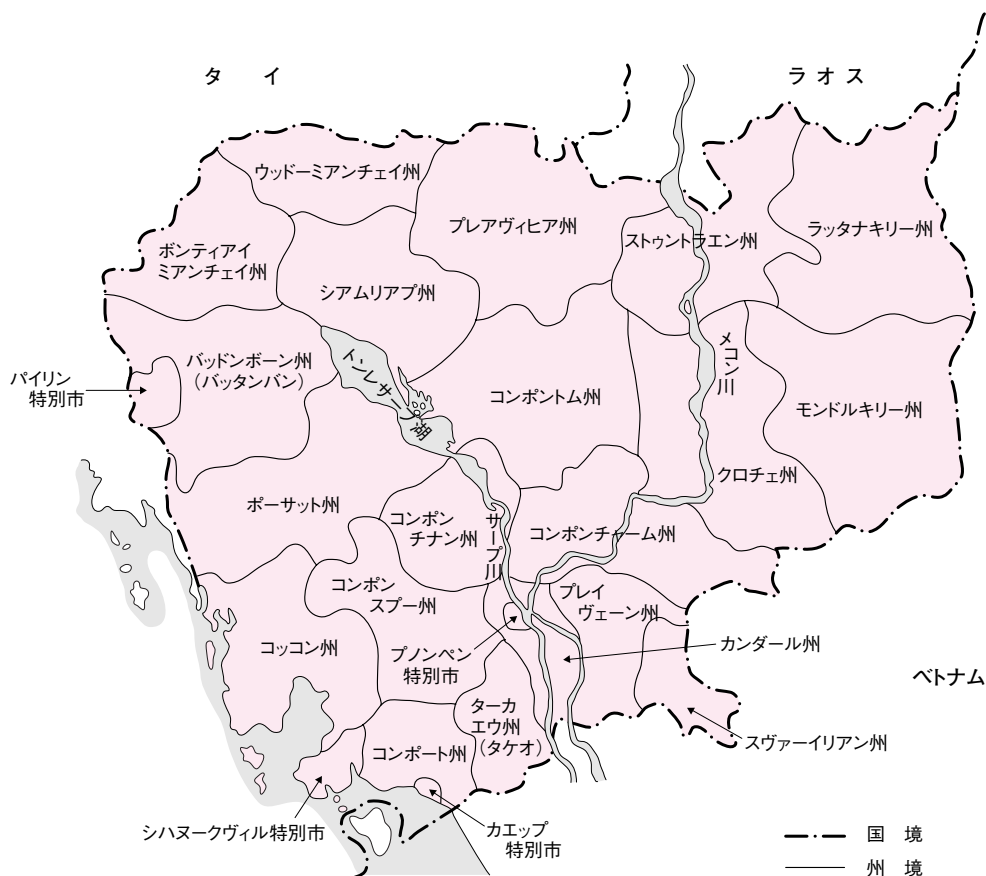 タイ
ラオス
ウッドーミアンチェイ州
プレアヴィヒア州
ストゥントラエン州
ラッタナキリー州
ボンティアイ
ミアンチェイ州
シアムリアプ州
バッドンボーン州
(バッタンバン)
トンレサープ湖
メコン川
パイリン
特別市
コンポントム州
モンドルキリー州
クロチェ州
ポーサット州
コンポン
チナン州
サープ川
コンポンチャーム州
コンポン
スプー州
プレイ
ヴェーン州
コッコン州
プノンペン
特別市
カンダール州
ベトナム
ターカ
エウ州
(タケオ)
コンポート州
スヴァーイリアン州
シハヌークヴィル特別市
カエップ
特別市
国境
州境